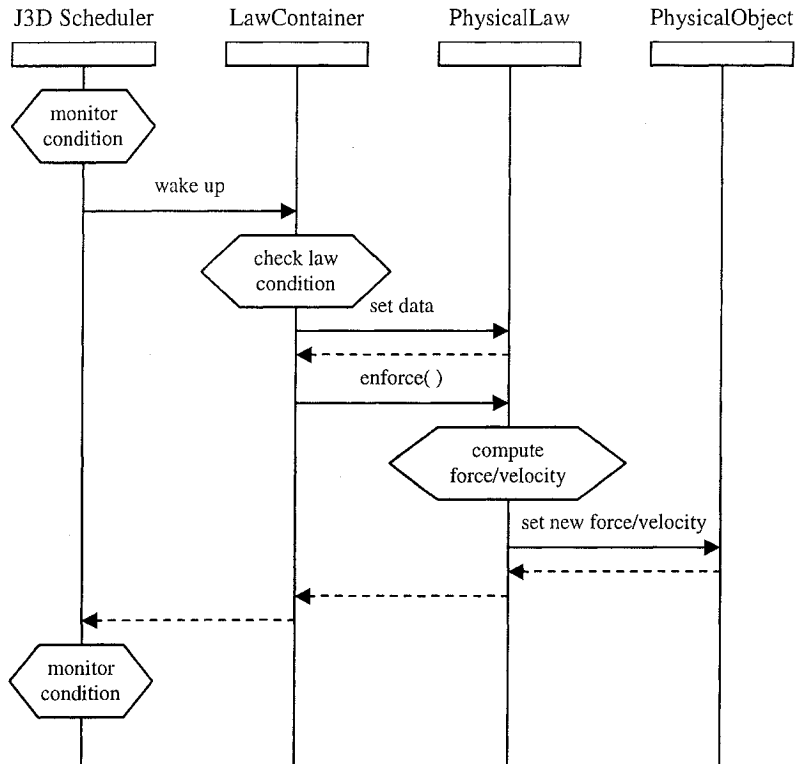 J3D Scheduler
LawContainer
PhysicalLaw
PhysicalObject
monitor
condition
wake up
check law
condition
set data
enforce( )
compute
force/velocity
set new force/velocity
monitor
condition